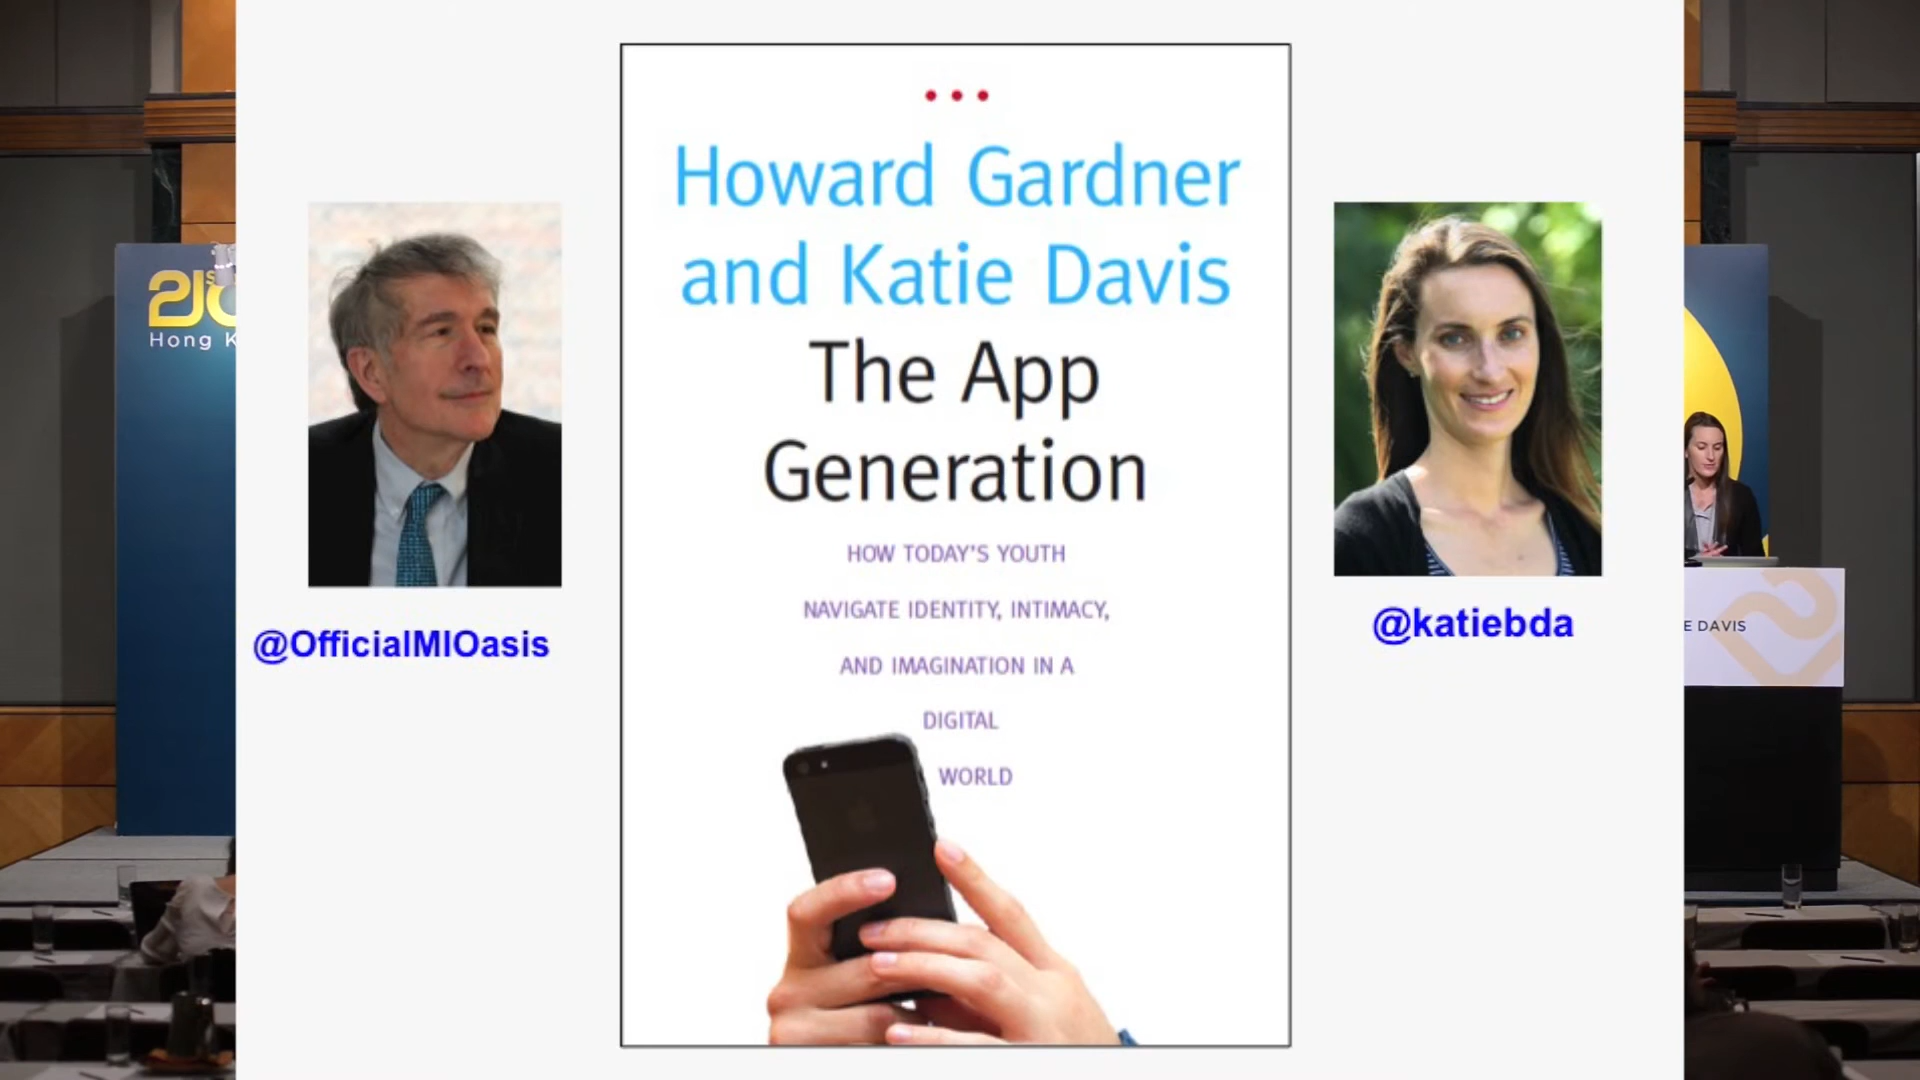 Howard Gardner
and Katie Davis
The App
Generation
HOW TODAY'S YOUTH
NAVIGATE IDENTITY, INTIMACY,
AND IMAGINATION IN A
DIGITAL
WORLD
@OfficialMIOasis
@katiebda
21
Hong K
E DAVIS